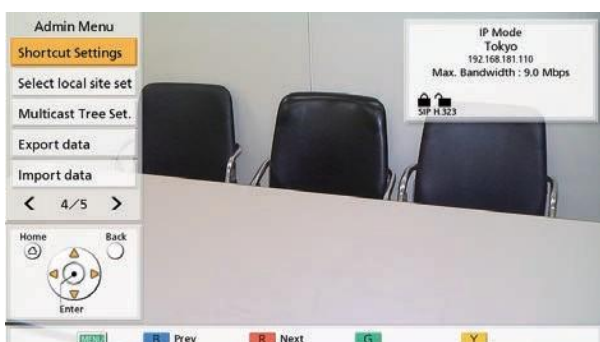 Admin Menu
Shortcut Settings
Select local site set
Multicast Tree Set.
Export data
Import data
< 4/5 >
Home
Back
Enter
IP Mode
Tokyo
192.168.181.110
Max. Bandwidth : 9.0 Mbps
SIP H.323
MENU
B Prev
R Next
G
Y